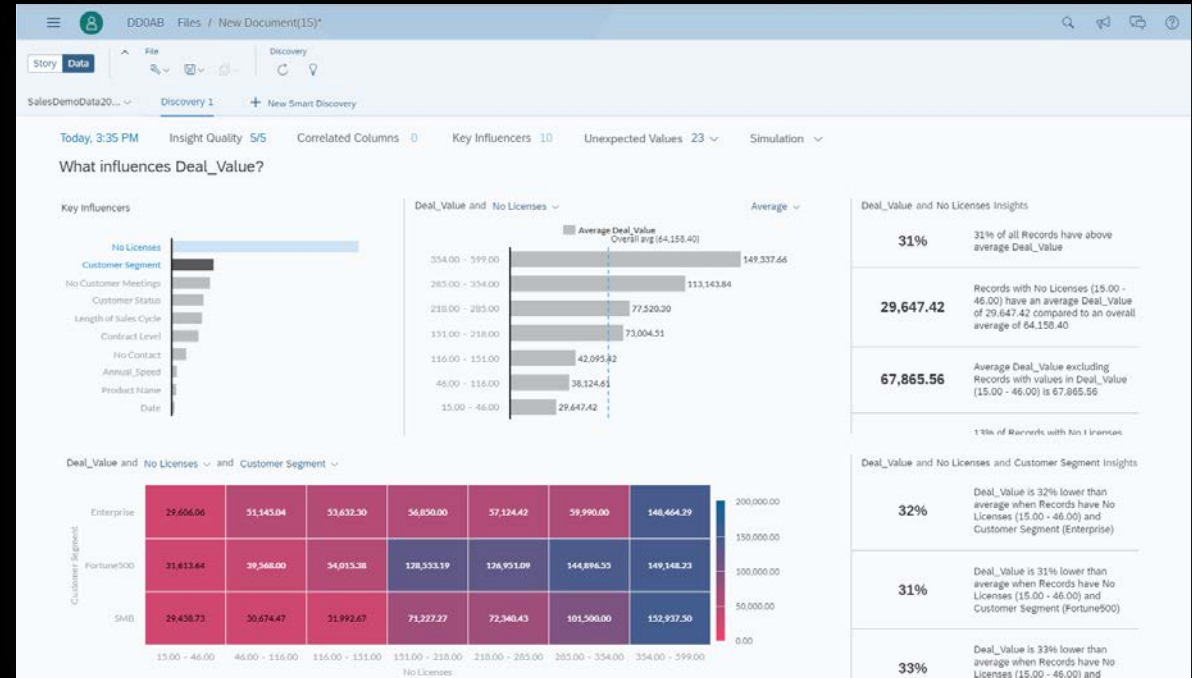 DD0AB Files / New Document(15)*
Story Data
File
Discovery
SalesDemoData20...
Discovery 1
+ New Smart Discovery
Today, 3:35 PM Insight Quality 5/5 Correlated Columns 0 Key Influencers 10 Unexpected Values 23 Simulation
What influences Deal_Value?
Key Influencers
No Licenses
Customer Segment
No Customer Meetings
Customer Status
Length of Sales Cycle
Contract Level
No Contact
Annual_Speed
Product Name
Date
Deal_Value and No Licenses
Average
Average Deal_Value
Overall avg (64,158.40)
354.00 - 599.00 149,337.66
285.00 - 354.00 113,143.84
218.00 - 285.00 77,520.20
151.00 - 218.00 73,004.51
116.00 - 151.00 42,095.42
46.00 - 116.00 38,124.61
15.00 - 46.00 29,647.42
Deal_Value and No Licenses Insights
31%
31% of all Records have above
average Deal_Value
29,647.42
Records with No Licenses (15.00 -
46.00) have an average Deal_Value
of 29,647.42 compared to an overall
average of 64,158.40
67,865.56
Average Deal_Value excluding
Records with values in Deal_Value
(15.00 - 46.00) is 67,865.56
13% of Records with No Licenses
Deal_Value and No Licenses and Customer Segment
Customer Segment
Enterprise 29,606.06 51,145.04 53,632.30 56,850.00 57,124.42 59,990.00 148,464.29
Fortune500 31,613.64 39,568.00 54,015.38 128,553.19 126,951.09 144,896.55 149,148.23
SMB 29,458.73 30,674.47 31,992.67 71,227.27 72,340.43 101,500.00 152,937.50
15.00 - 46.00 46.00 - 116.00 116.00 - 151.00 151.00 - 218.00 218.00 - 285.00 285.00 - 354.00 354.00 - 599.00
No Licenses
200,000.00
150,000.00
100,000.00
50,000.00
0.00
Deal_Value and No Licenses and Customer Segment Insights
32%
Deal_Value is 32% lower than
average when Records have No
Licenses (15.00 - 46.00) and
Customer Segment (Enterprise)
31%
Deal_Value is 31% lower than
average when Records have No
Licenses (15.00 - 46.00) and
Customer Segment (Fortune500)
33%
Deal_Value is 33% lower than
average when Records have No
Licenses (15.00 - 46.00) and